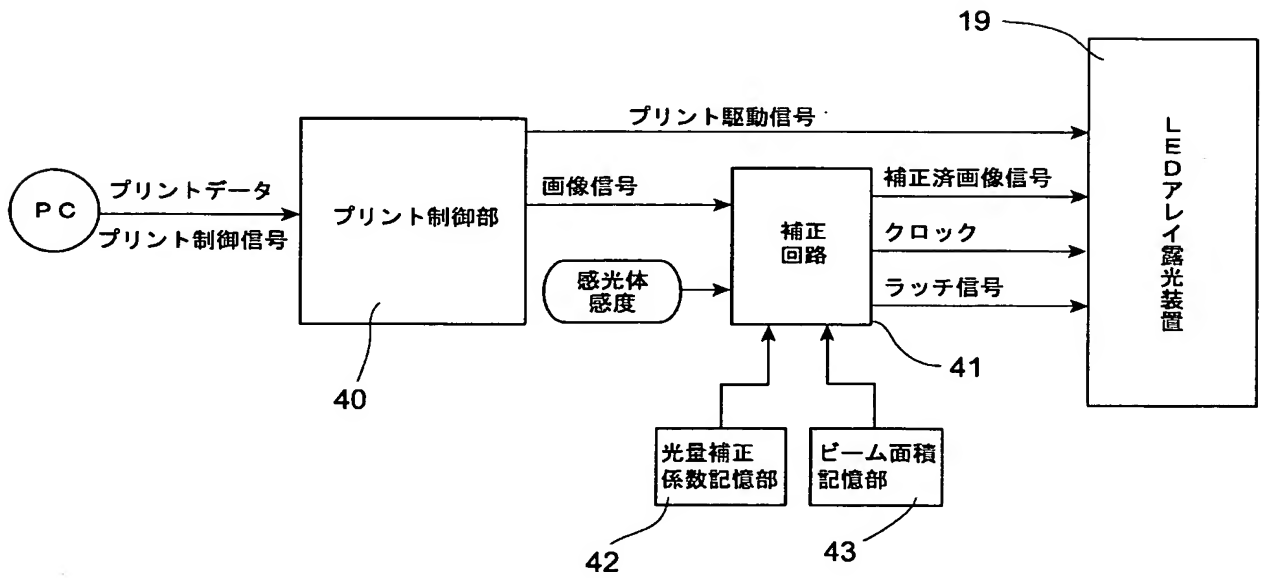 19
プリント駆動信号
PC
プリントデータ
プリント制御信号
プリント制御部
画像信号
補正
回路
補正済画像信号
クロック
ラッチ信号
LEDアレイ露光装置
感光体
感度
40
41
光量補正
係数記憶部
ビーム面積
記憶部
42
43